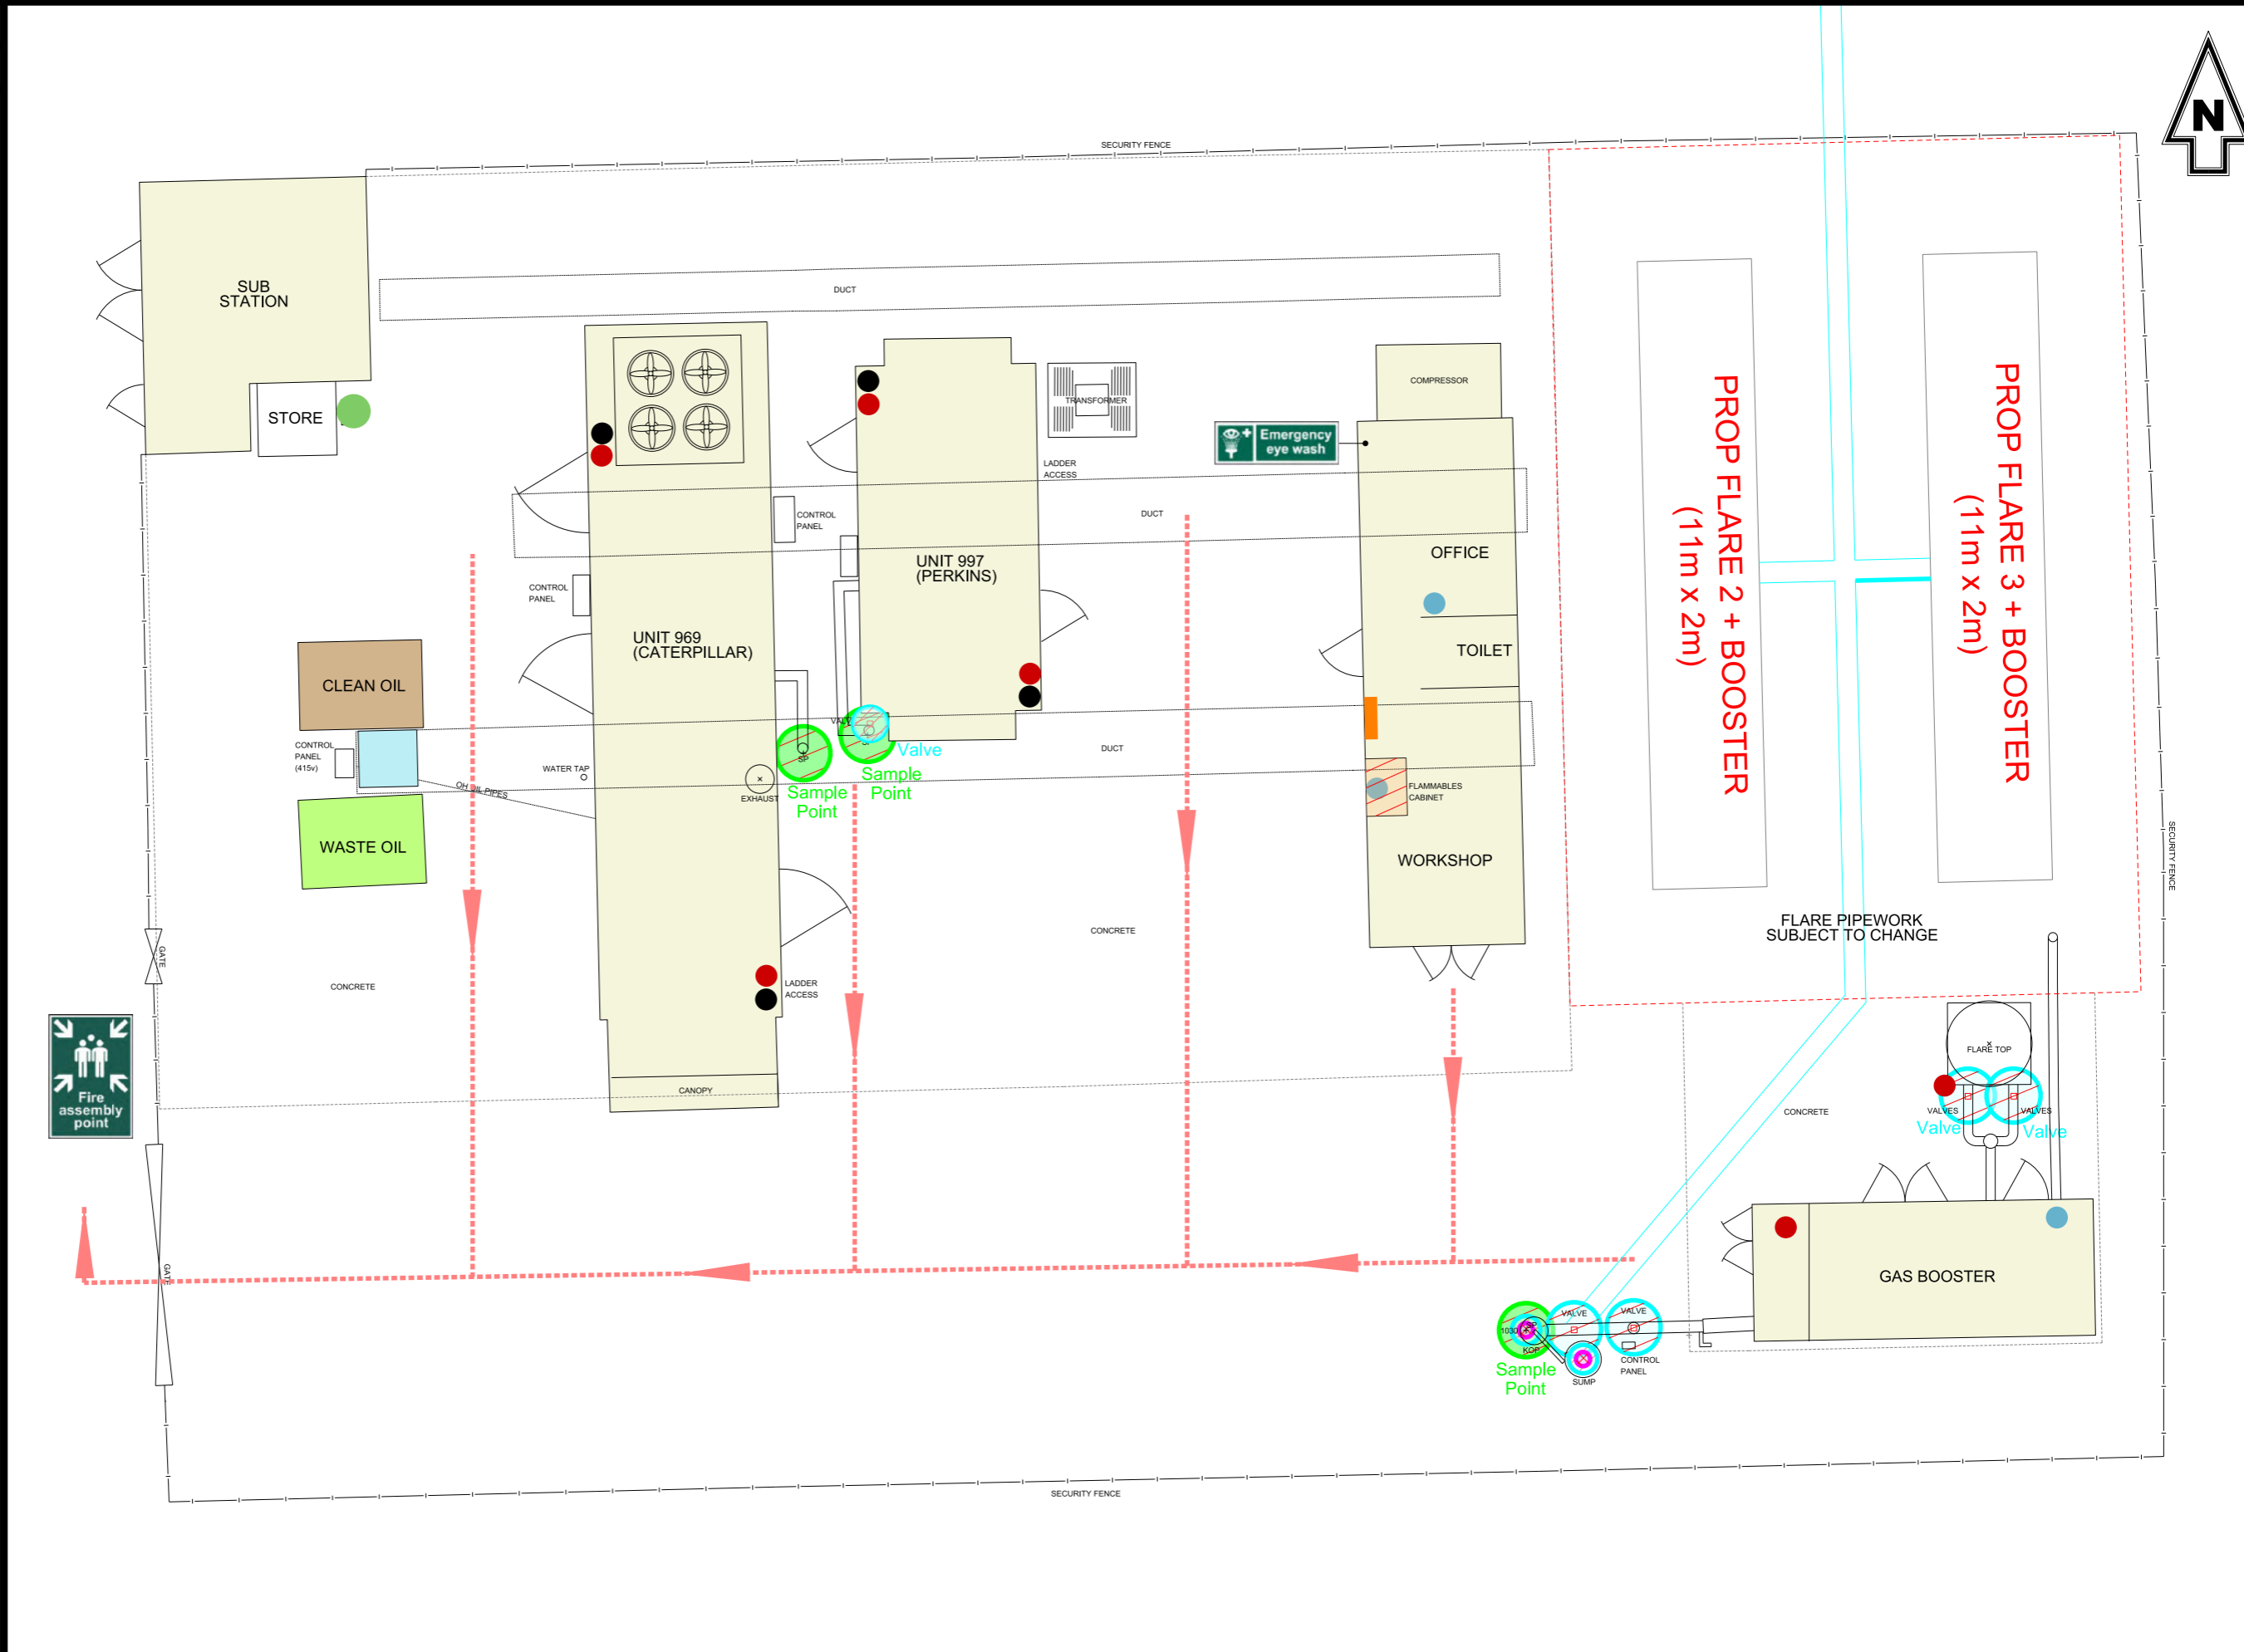 SECURITY FENCE
N
SUB
STATION
DUCT
STORE
COMPRESSOR
TRANSFORMER
Emergency
eye wash
LADDER
ACCESS
CONTROL
PANEL
DUCT
OFFICE
UNIT 997
(PERKINS)
CONTROL
PANEL
UNIT 969
(CATERPILLAR)
TOILET
PROP FLARE 2 + BOOSTER
(11m x 2m)
PROP FLARE 3 + BOOSTER
(11m x 2m)
CLEAN OIL
Valve
DUCT
CONTROL
PANEL
(415v)
WATER TAP
SP
Sample
Point
Sample
Point
EXHAUST
OH OIL PIPES
FLAMMABLES
CABINET
WASTE OIL
WORKSHOP
SECURITY FENCE
FLARE PIPEWORK
SUBJECT TO CHANGE
CONCRETE
GATE
CONCRETE
LADDER
ACCESS
FLARE TOP
Fire
assembly
point
CANOPY
CONCRETE
VALVES
VALVES
Valve
Valve
GATE
GAS BOOSTER
VALVE
VALVE
KOP
CONTROL
PANEL
SUMP
Sample
Point
SECURITY FENCE